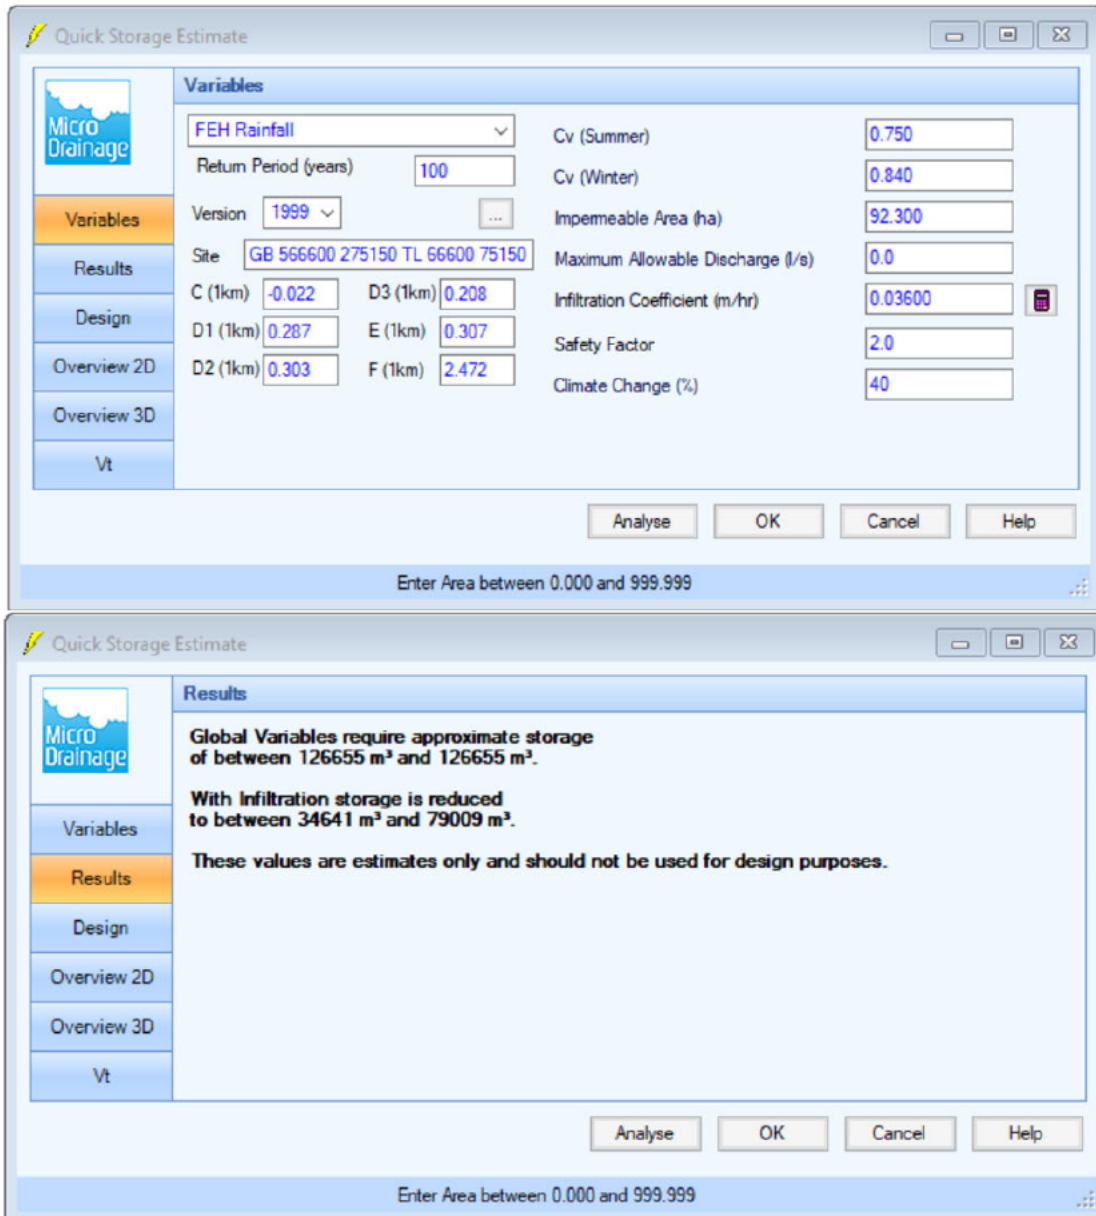 Quick Storage Estimate
Micro
Drainage
Variables
Results
Design
Overview 2D
Overview 3D
Vt
Variables
FEH Rainfall
Return Period (years) 100
Version 1999 ...
Site GB 566600 275150 TL 66600 75150
C (1km) -0.022 D3 (1km) 0.208
D1 (1km) 0.287 E (1km) 0.307
D2 (1km) 0.303 F (1km) 2.472
Cv (Summer) 0.750
Cv (Winter) 0.840
Impermeable Area (ha) 92.300
Maximum Allowable Discharge (l/s) 0.0
Infiltration Coefficient (m/hr) 0.03600
Safety Factor 2.0
Climate Change (%) 40
Analyse OK Cancel Help
Enter Area between 0.000 and 999.999
Quick Storage Estimate
Micro
Drainage
Variables
Results
Design
Overview 2D
Overview 3D
Vt
Results
Global Variables require approximate storage
of between 126655 m³ and 126655 m³.
With Infiltration storage is reduced
to between 34641 m³ and 79009 m³.
These values are estimates only and should not be used for design purposes.
Analyse OK Cancel Help
Enter Area between 0.000 and 999.999